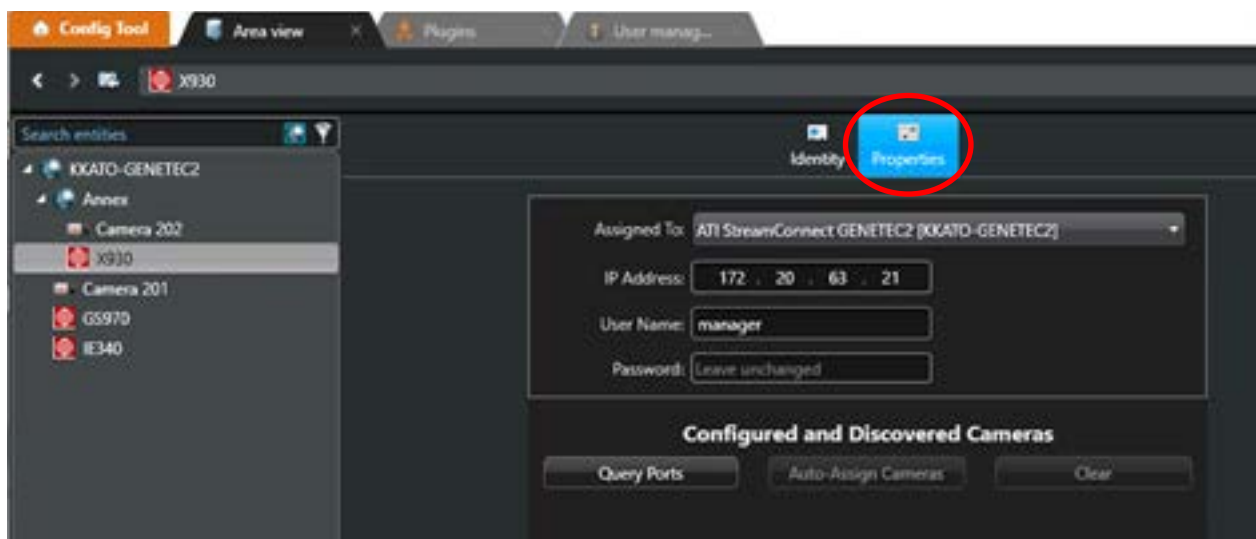 Config Tool
Area view
Plugins
User manag...
X930
Search entities
Identity
Properties
KKATO-GENETEC2
Annex
Camera 202
X930
Camera 201
GS970
IE340
Assigned To: ATI StreamConnect GENETEC2 [KKATO-GENETEC2]
IP Address: 172 . 20 . 63 . 21
User Name: manager
Password: Leave unchanged
Configured and Discovered Cameras
Query Ports Auto-Assign Cameras Clear